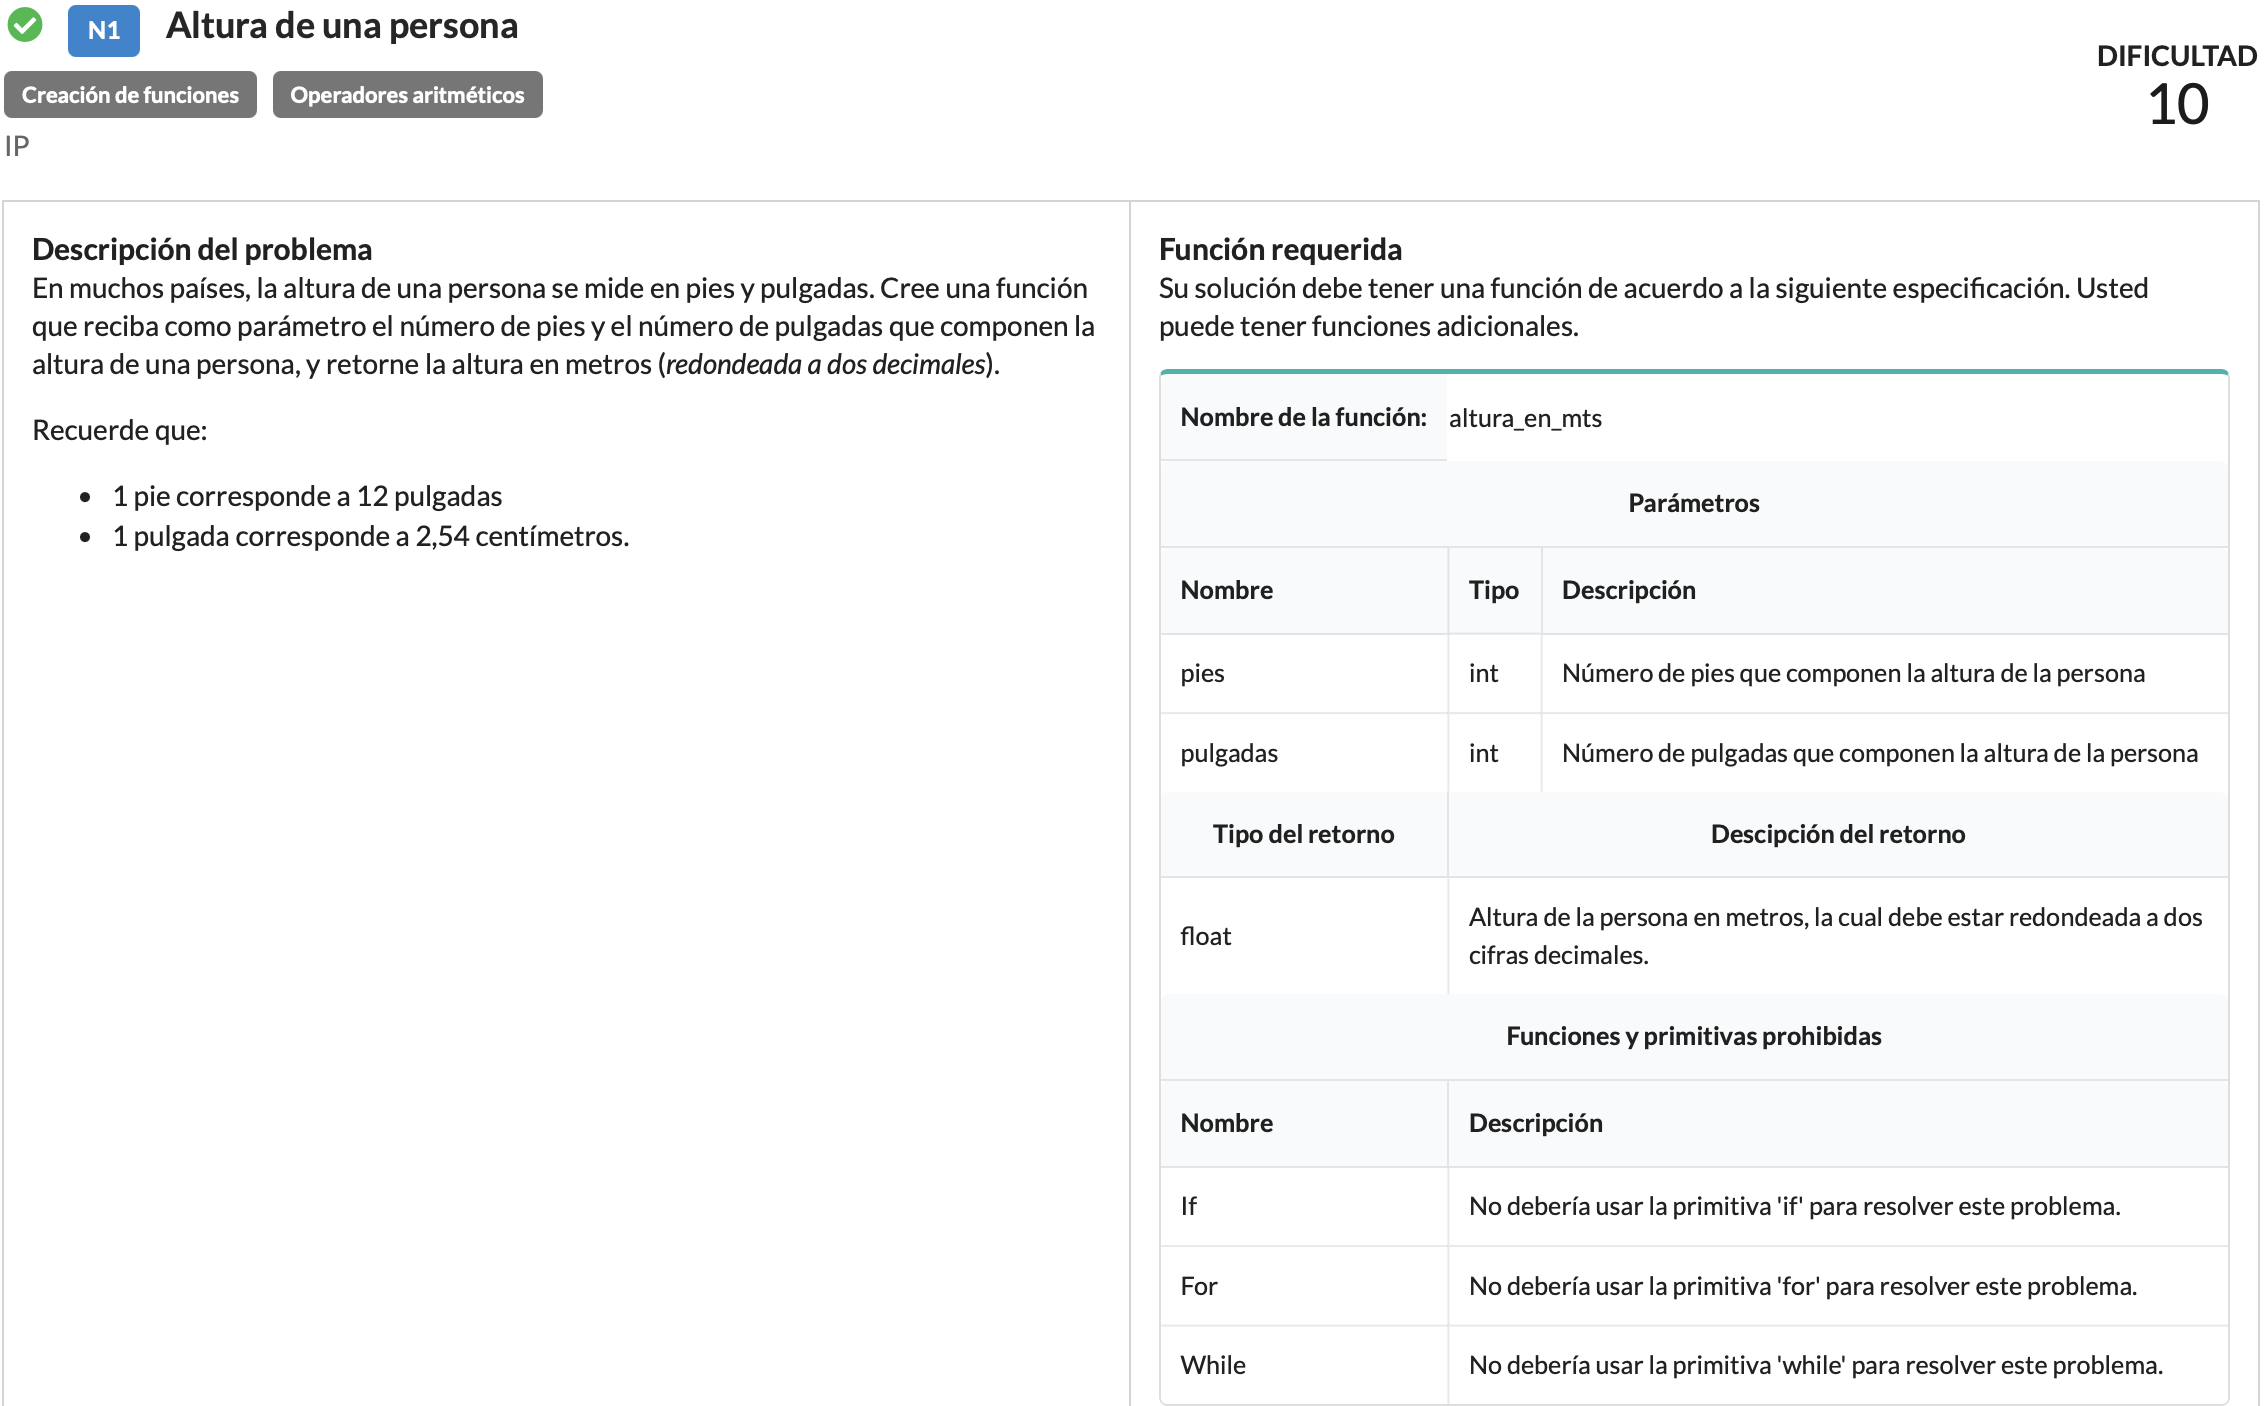 N1 Altura de una persona
DIFICULTAD
10
Creación de funciones Operadores aritméticos
IP
Descripción del problema
En muchos países, la altura de una persona se mide en pies y pulgadas. Cree una función
que reciba como parámetro el número de pies y el número de pulgadas que componen la
altura de una persona, y retorne la altura en metros (redondeada a dos decimales).
Recuerde que:
• 1 pie corresponde a 12 pulgadas
• 1 pulgada corresponde a 2,54 centímetros.
Función requerida
Su solución debe tener una función de acuerdo a la siguiente especificación. Usted
puede tener funciones adicionales.
Nombre de la función: altura_en_mts
Parámetros
Nombre Tipo Descripción
pies int Número de pies que componen la altura de la persona
pulgadas int Número de pulgadas que componen la altura de la persona
Tipo del retorno Descipción del retorno
float Altura de la persona en metros, la cual debe estar redondeada a dos
cifras decimales.
Funciones y primitivas prohibidas
Nombre Descripción
If No debería usar la primitiva 'if' para resolver este problema.
For No debería usar la primitiva 'for' para resolver este problema.
While No debería usar la primitiva 'while' para resolver este problema.